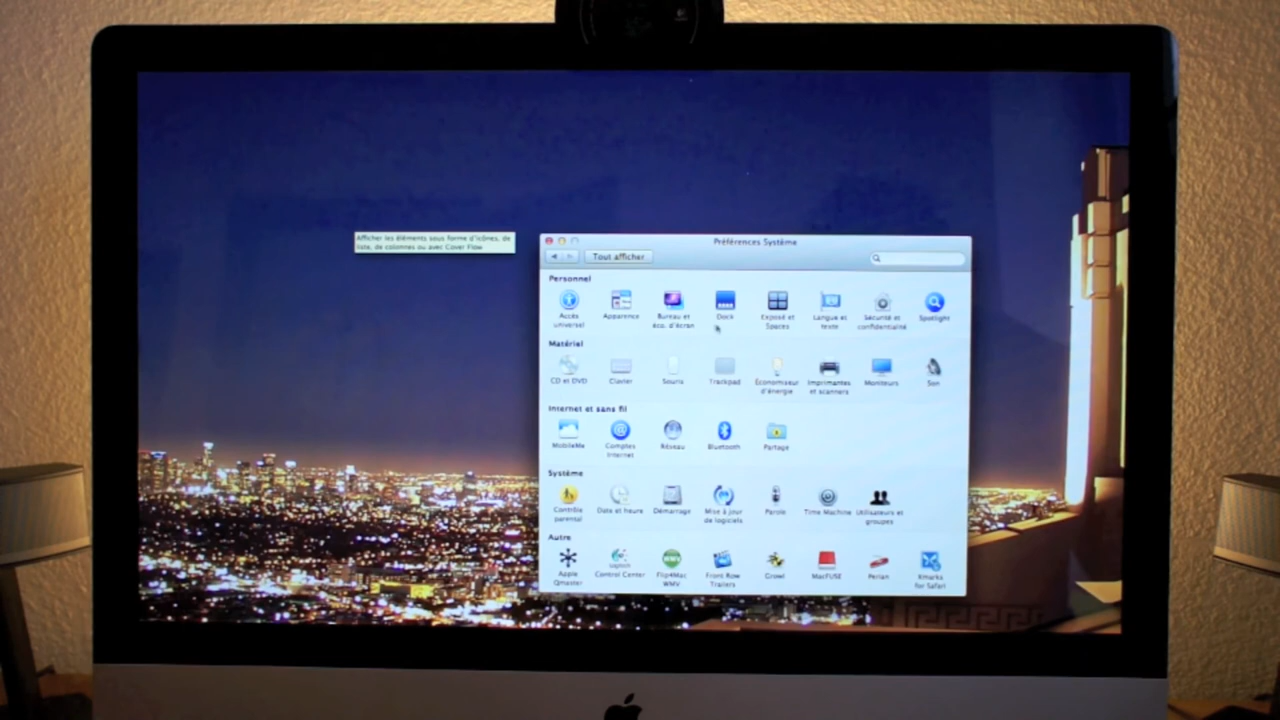 Afficher les éléments sous forme d'icônes, de
liste, de colonnes ou avec Cover Flow
Préférences Système
Tout afficher
Personnel
Accès universel
Apparence
Bureau et éco. d'écran
Dock
Exposé et Spaces
Langue et texte
Sécurité et confidentialité
Spotlight
Matériel
CD et DVD
Clavier
Souris
Trackpad
Économiseur d'énergie
Imprimantes et scanners
Moniteurs
Son
Internet et sans fil
MobileMe
Comptes Internet
Réseau
Bluetooth
Partage
Système
Contrôle parental
Date et heure
Démarrage
Mise à jour de logiciels
Parole
Time Machine
Utilisateurs et groupes
Autre
Apple Qmaster
Control Center
Flip4Mac WMV
Front Row Trailers
Growl
MacFUSE
Perian
Xmarks for Safari